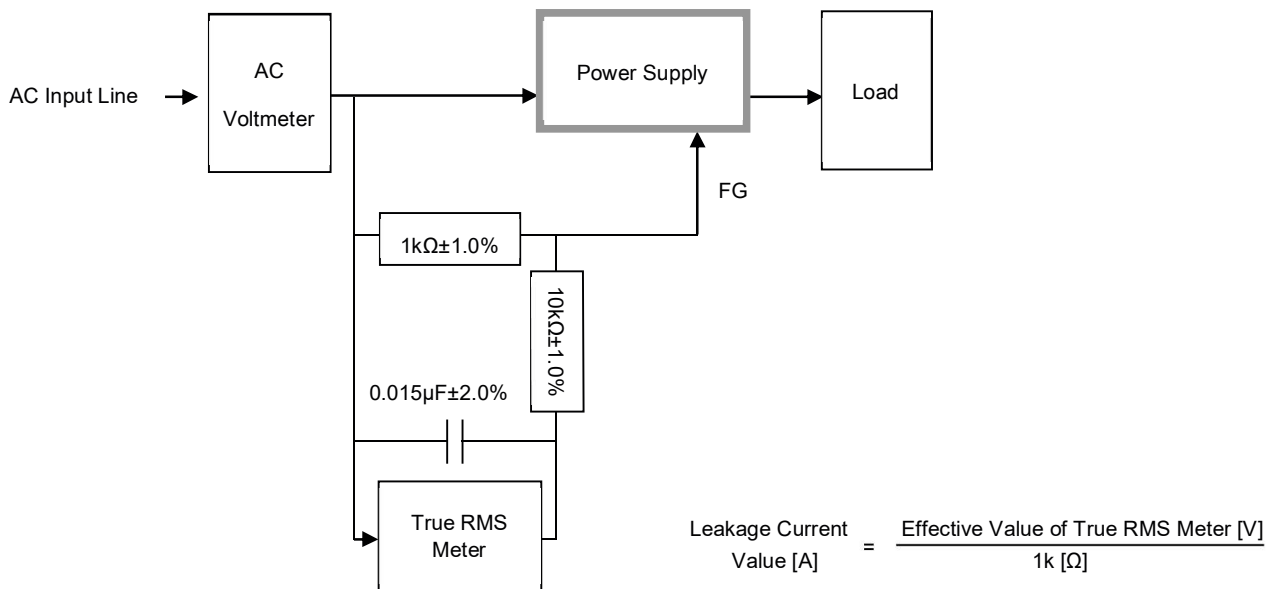 AC Input Line
AC
Voltmeter
Power Supply
Load
FG
1kΩ±1.0%
10kΩ±1.0%
0.015µF±2.0%
True RMS
Meter
Leakage Current
Value [A]
=
Effective Value of True RMS Meter [V]
1k [Ω]